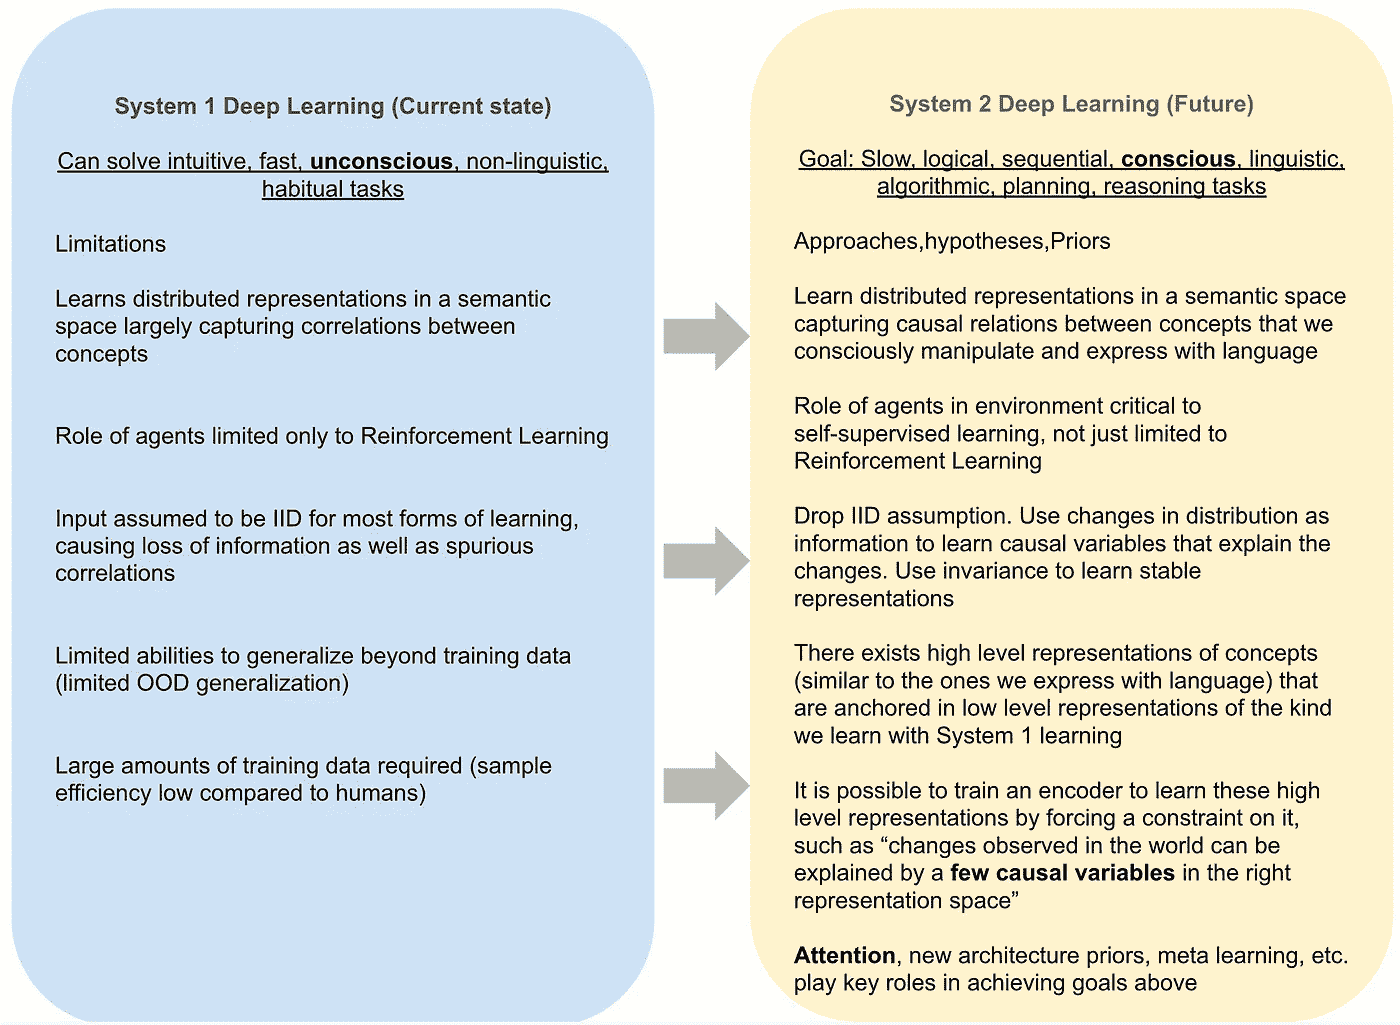 System 1 Deep Learning (Current state)
Can solve intuitive, fast, unconscious, non-linguistic,
habitual tasks
Limitations
Learns distributed representations in a semantic
space largely capturing correlations between
concepts
Role of agents limited only to Reinforcement Learning
Input assumed to be IID for most forms of learning,
causing loss of information as well as spurious
correlations
Limited abilities to generalize beyond training data
(limited OOD generalization)
Large amounts of training data required (sample
efficiency low compared to humans)
System 2 Deep Learning (Future)
Goal: Slow, logical, sequential, conscious, linguistic,
algorithmic, planning, reasoning tasks
Approaches,hypotheses,Priors
Learn distributed representations in a semantic space
capturing causal relations between concepts that we
consciously manipulate and express with language
Role of agents in environment critical to
self-supervised learning, not just limited to
Reinforcement Learning
Drop IID assumption. Use changes in distribution as
information to learn causal variables that explain the
changes. Use invariance to learn stable
representations
There exists high level representations of concepts
(similar to the ones we express with language) that
are anchored in low level representations of the kind
we learn with System 1 learning
It is possible to train an encoder to learn these high
level representations by forcing a constraint on it,
such as “changes observed in the world can be
explained by a few causal variables in the right
representation space”
Attention, new architecture priors, meta learning, etc.
play key roles in achieving goals above